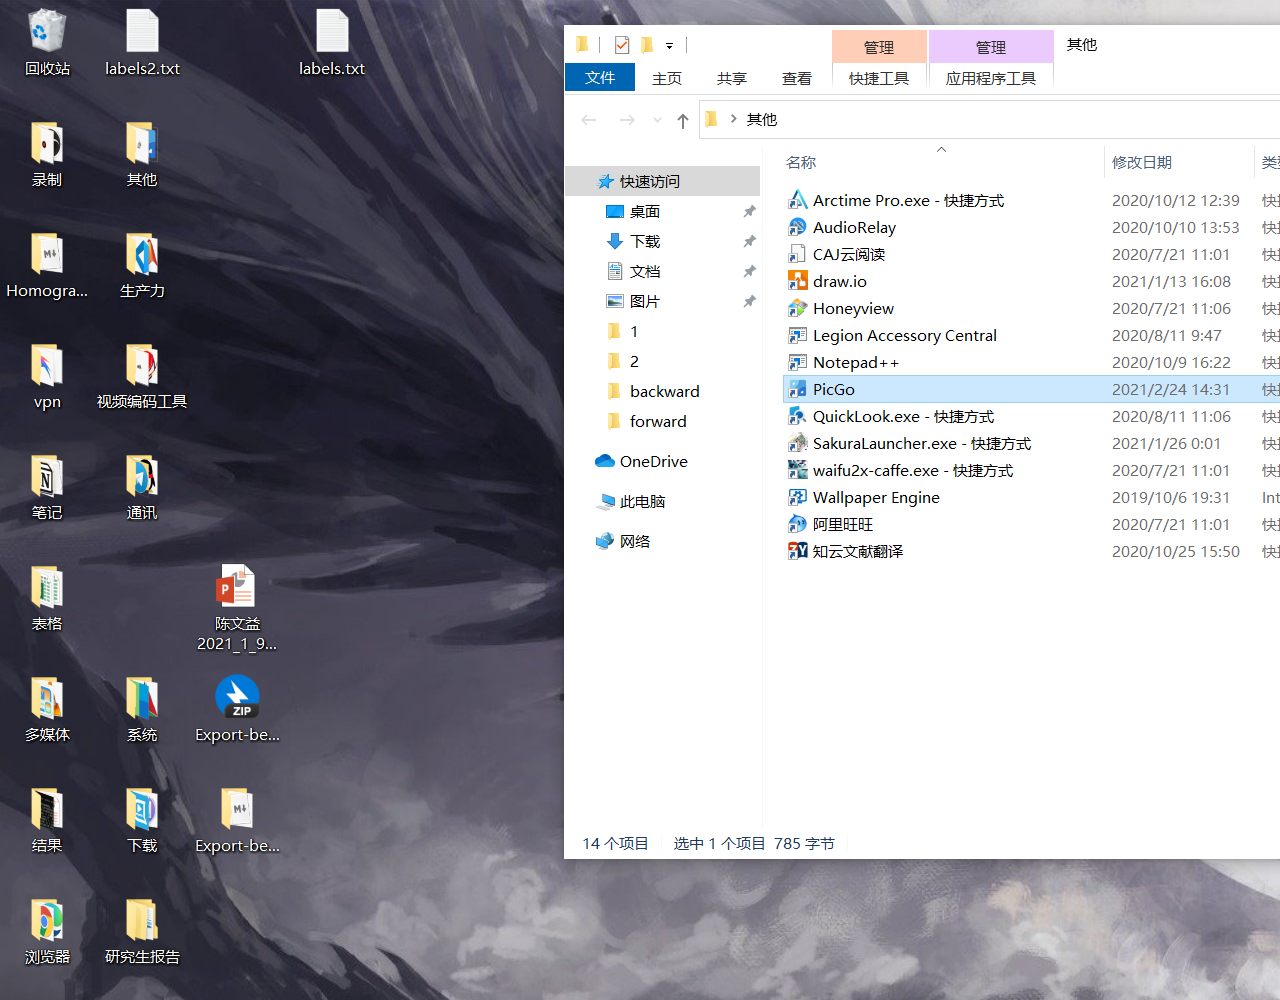 回收站
labels2.txt
labels.txt
录制
其他
Homogra...
生产力
vpn
视频编码工具
笔记
通讯
表格
陈文益
2021_1_9...
多媒体
系统
Export-be...
结果
下载
Export-be...
浏览器
研究生报告
管理
管理
其他
文件
主页
共享
查看
快捷工具
应用程序工具
其他
快速访问
桌面
下载
文档
图片
1
2
backward
forward
OneDrive
此电脑
网络
名称 修改日期
Arctime Pro.exe - 快捷方式 2020/10/12 12:39 快
AudioRelay 2020/10/10 13:53 快
CAJ云阅读 2020/7/21 11:01 快
draw.io 2021/1/13 16:08 快
Honeyview 2020/7/21 11:06 快
Legion Accessory Central 2020/8/11 9:47 快
Notepad++ 2020/10/9 16:22 快
PicGo 2021/2/24 14:31 快
QuickLook.exe - 快捷方式 2020/8/11 11:06 快
SakuraLauncher.exe - 快捷方式 2021/1/26 0:01 快
waifu2x-caffe.exe - 快捷方式 2020/7/21 11:01 快
Wallpaper Engine 2019/10/6 19:31 Int
阿里旺旺 2020/7/21 11:01 快
知云文献翻译 2020/10/25 15:50 快
14 个项目 选中 1 个项目 785 字节